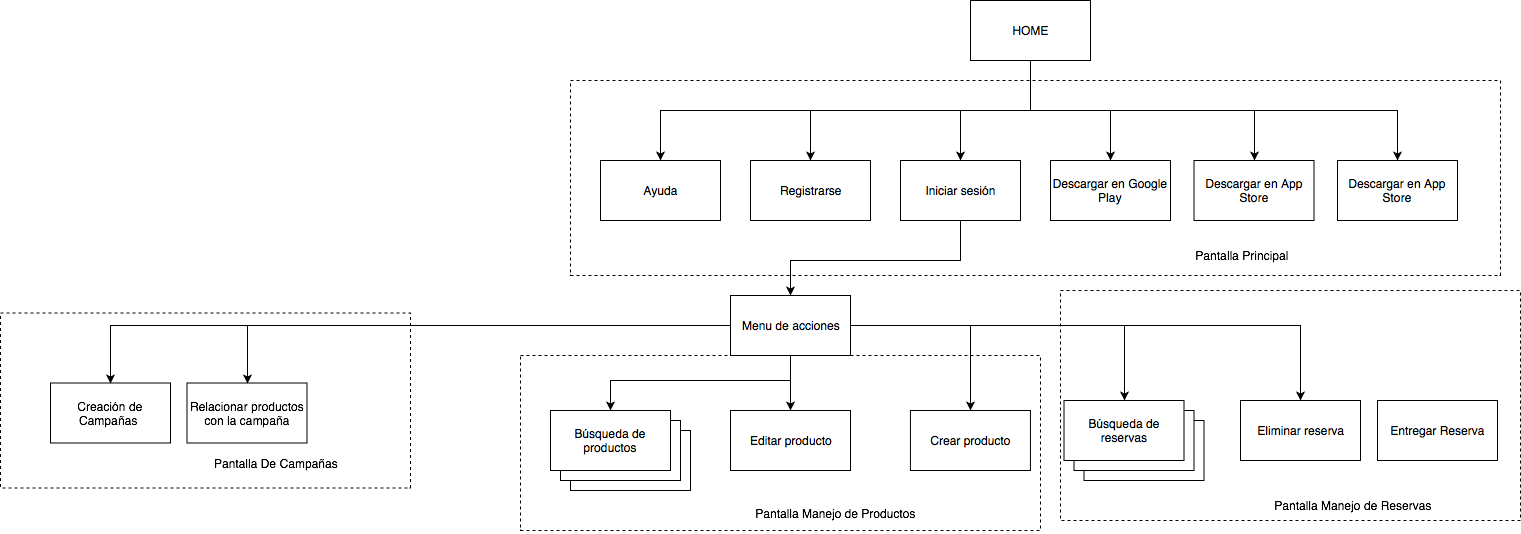 HOME
Ayuda
Registrarse
Iniciar sesión
Descargar en Google
Play
Descargar en App
Store
Descargar en App
Store
Pantalla Principal
Menu de acciones
Creación de
Campañas
Relacionar productos
con la campaña
Pantalla De Campañas
Búsqueda de
productos
Editar producto
Crear producto
Pantalla Manejo de Productos
Búsqueda de
reservas
Eliminar reserva
Entregar Reserva
Pantalla Manejo de Reservas